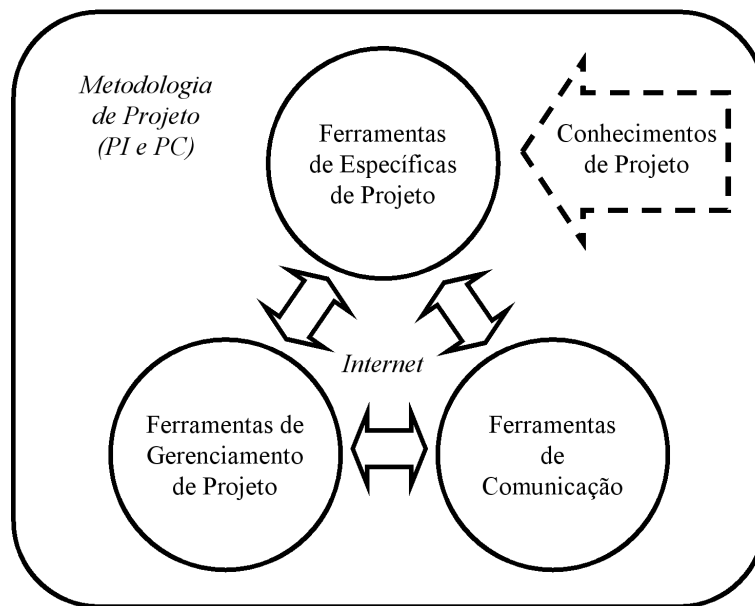 Metodologia
de Projeto
(PI e PC)
Ferramentas
de Específicas
de Projeto
Conhecimentos
de Projeto
Internet
Ferramentas de
Gerenciamento
de Projeto
Ferramentas
de
Comunicação